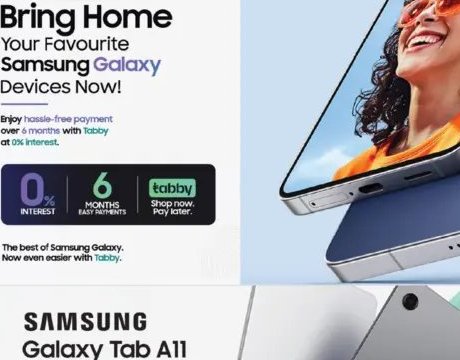 Bring Home
Your Favourite
Samsung Galaxy
Devices Now!
Enjoy hassle-free payment
over 6 months with Tabby
at 0% interest.
0%
INTEREST
6
MONTHS
EASY PAYMENTS
tabby
Shop now.
Pay later.
The best of Samsung Galaxy.
Now even easier with Tabby.
SAMSUNG
Galaxy Tab A11